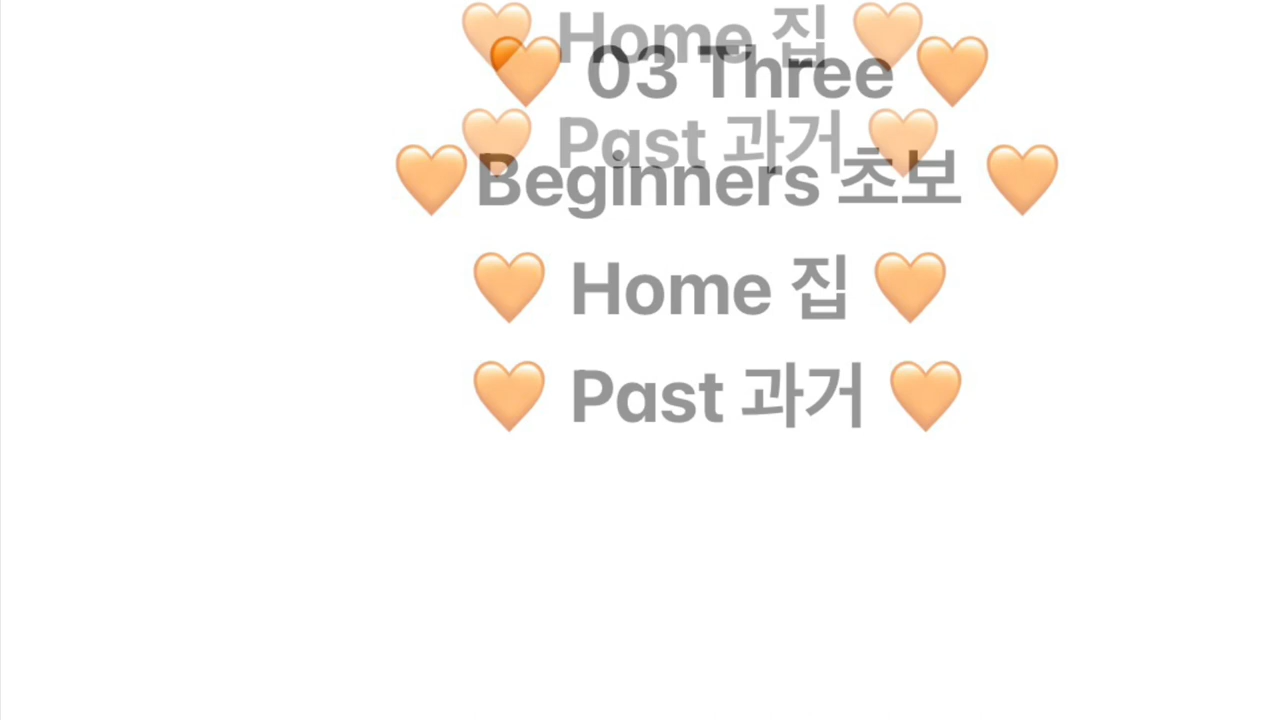 🧡 Home 집 🧡
🧡 03 Three 🧡
🧡 Past 과거 🧡
🧡 Beginners 초보 🧡
🧡 Home 집 🧡
🧡 Past 과거 🧡